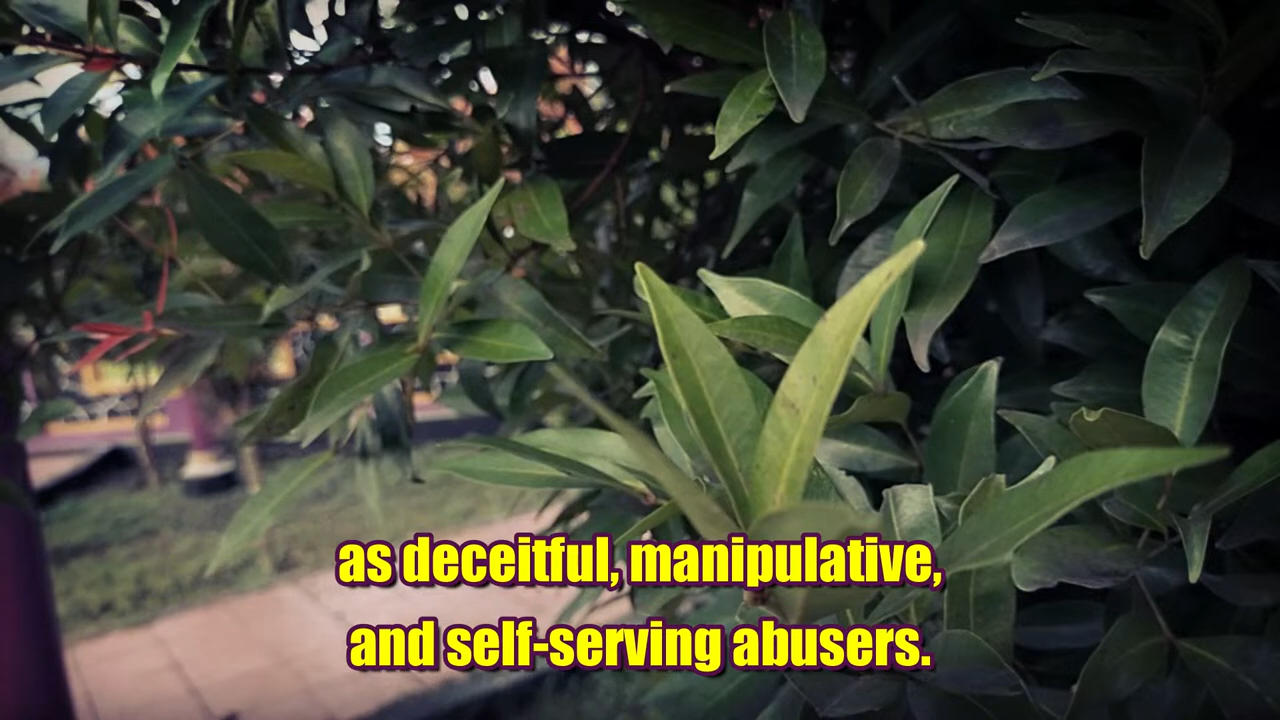 as deceitful, manipulative,
and self-serving abusers.